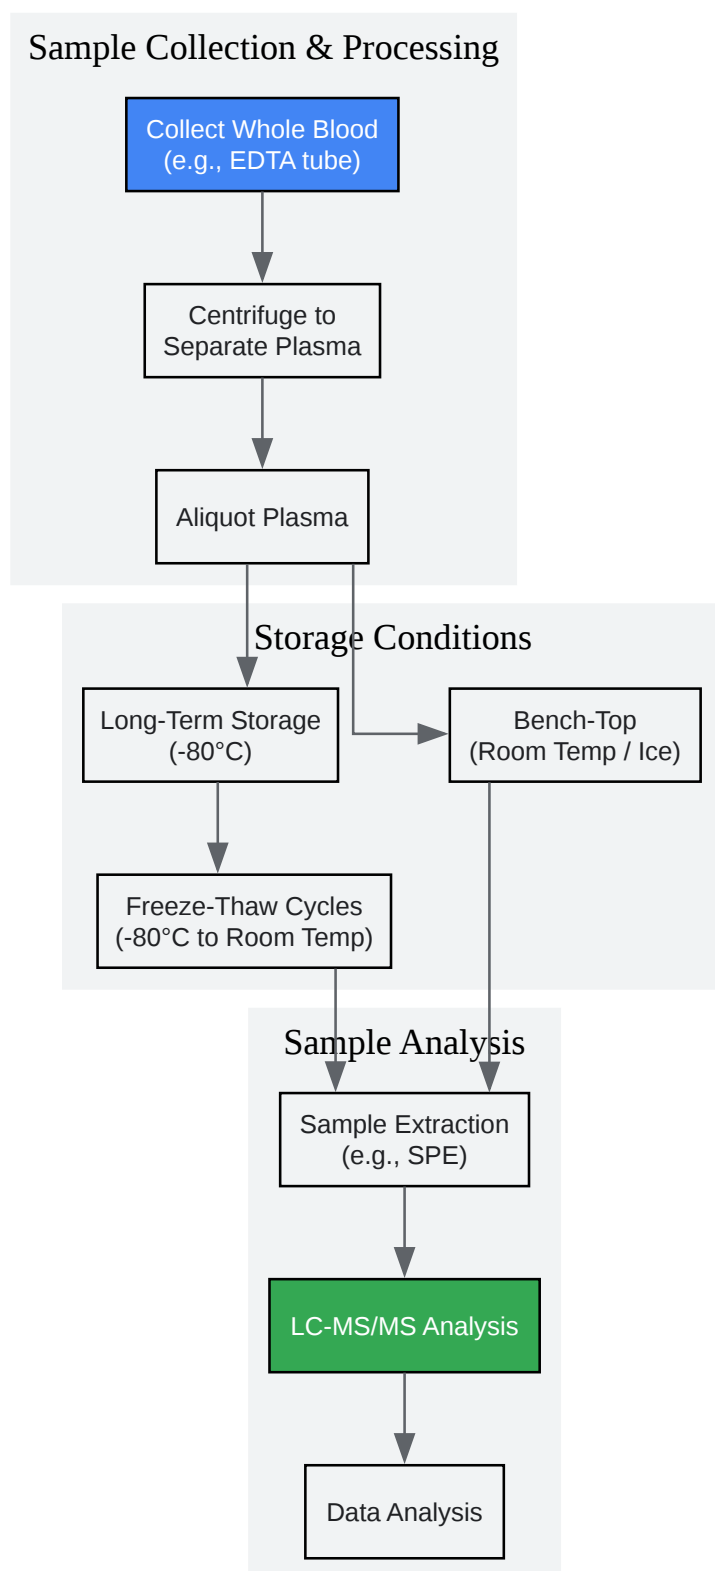 Sample Collection & Processing
Collect Whole Blood
(e.g., EDTA tube)
Centrifuge to
Separate Plasma
Aliquot Plasma
Storage Conditions
Long-Term Storage
(-80°C)
Bench-Top
(Room Temp / Ice)
Freeze-Thaw Cycles
(-80°C to Room Temp)
Sample Analysis
Sample Extraction
(e.g., SPE)
LC-MS/MS Analysis
Data Analysis